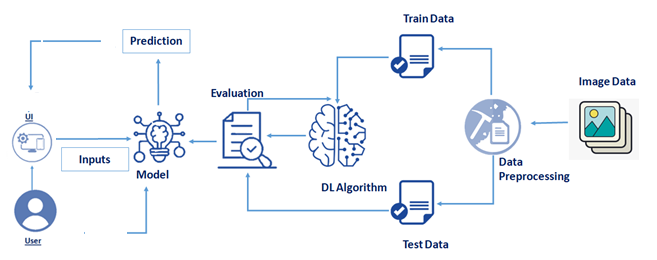 Train Data
Prediction
Evaluation
Image Data
UI
Inputs
Model
DL Algorithm
Data
Preprocessing
User
Test Data